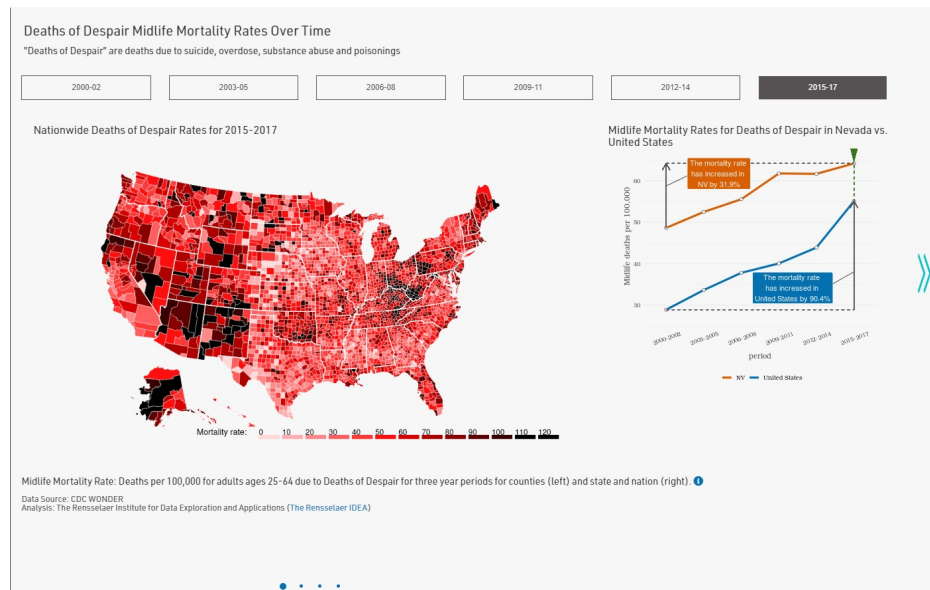 Deaths of Despair Midlife Mortality Rates Over Time
"Deaths of Despair" are deaths due to suicide, overdose, substance abuse and poisonings
2000-02
2003-05
2006-08
2009-11
2012-14
2015-17
Nationwide Deaths of Despair Rates for 2015-2017
Mortality rate:
0 10 20 30 40 50 60 70 80 90 100 110 120
Midlife Mortality Rates for Deaths of Despair in Nevada vs.
United States
The mortality rate
has increased in
NV by 31.9%
The mortality rate
has increased in
United States by 90.4%
Midlife deaths per 100,000
60
50
40
30
2000-2002
2003-2005
2006-2008
2009-2011
2012-2014
2015-2017
period
NV
United States
Midlife Mortality Rate: Deaths per 100,000 for adults ages 25-64 due to Deaths of Despair for three year periods for counties (left) and state and nation (right).
Data Source: CDC WONDER
Analysis: The Rensselaer Institute for Data Exploration and Applications (The Rensselaer IDEA)